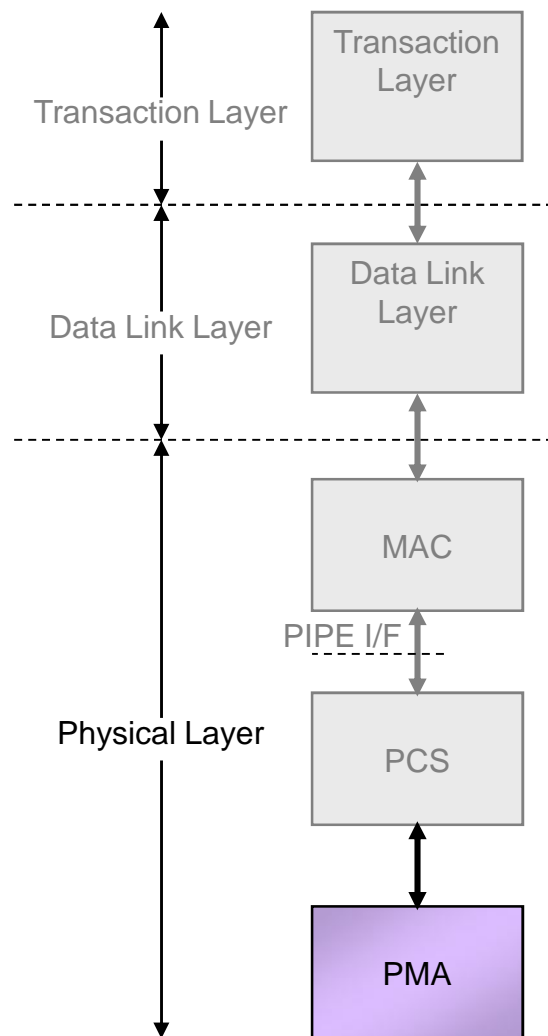 Transaction
Layer
Transaction Layer
Data Link
Layer
Data Link Layer
MAC
PIPE I/F
Physical Layer
PCS
PMA